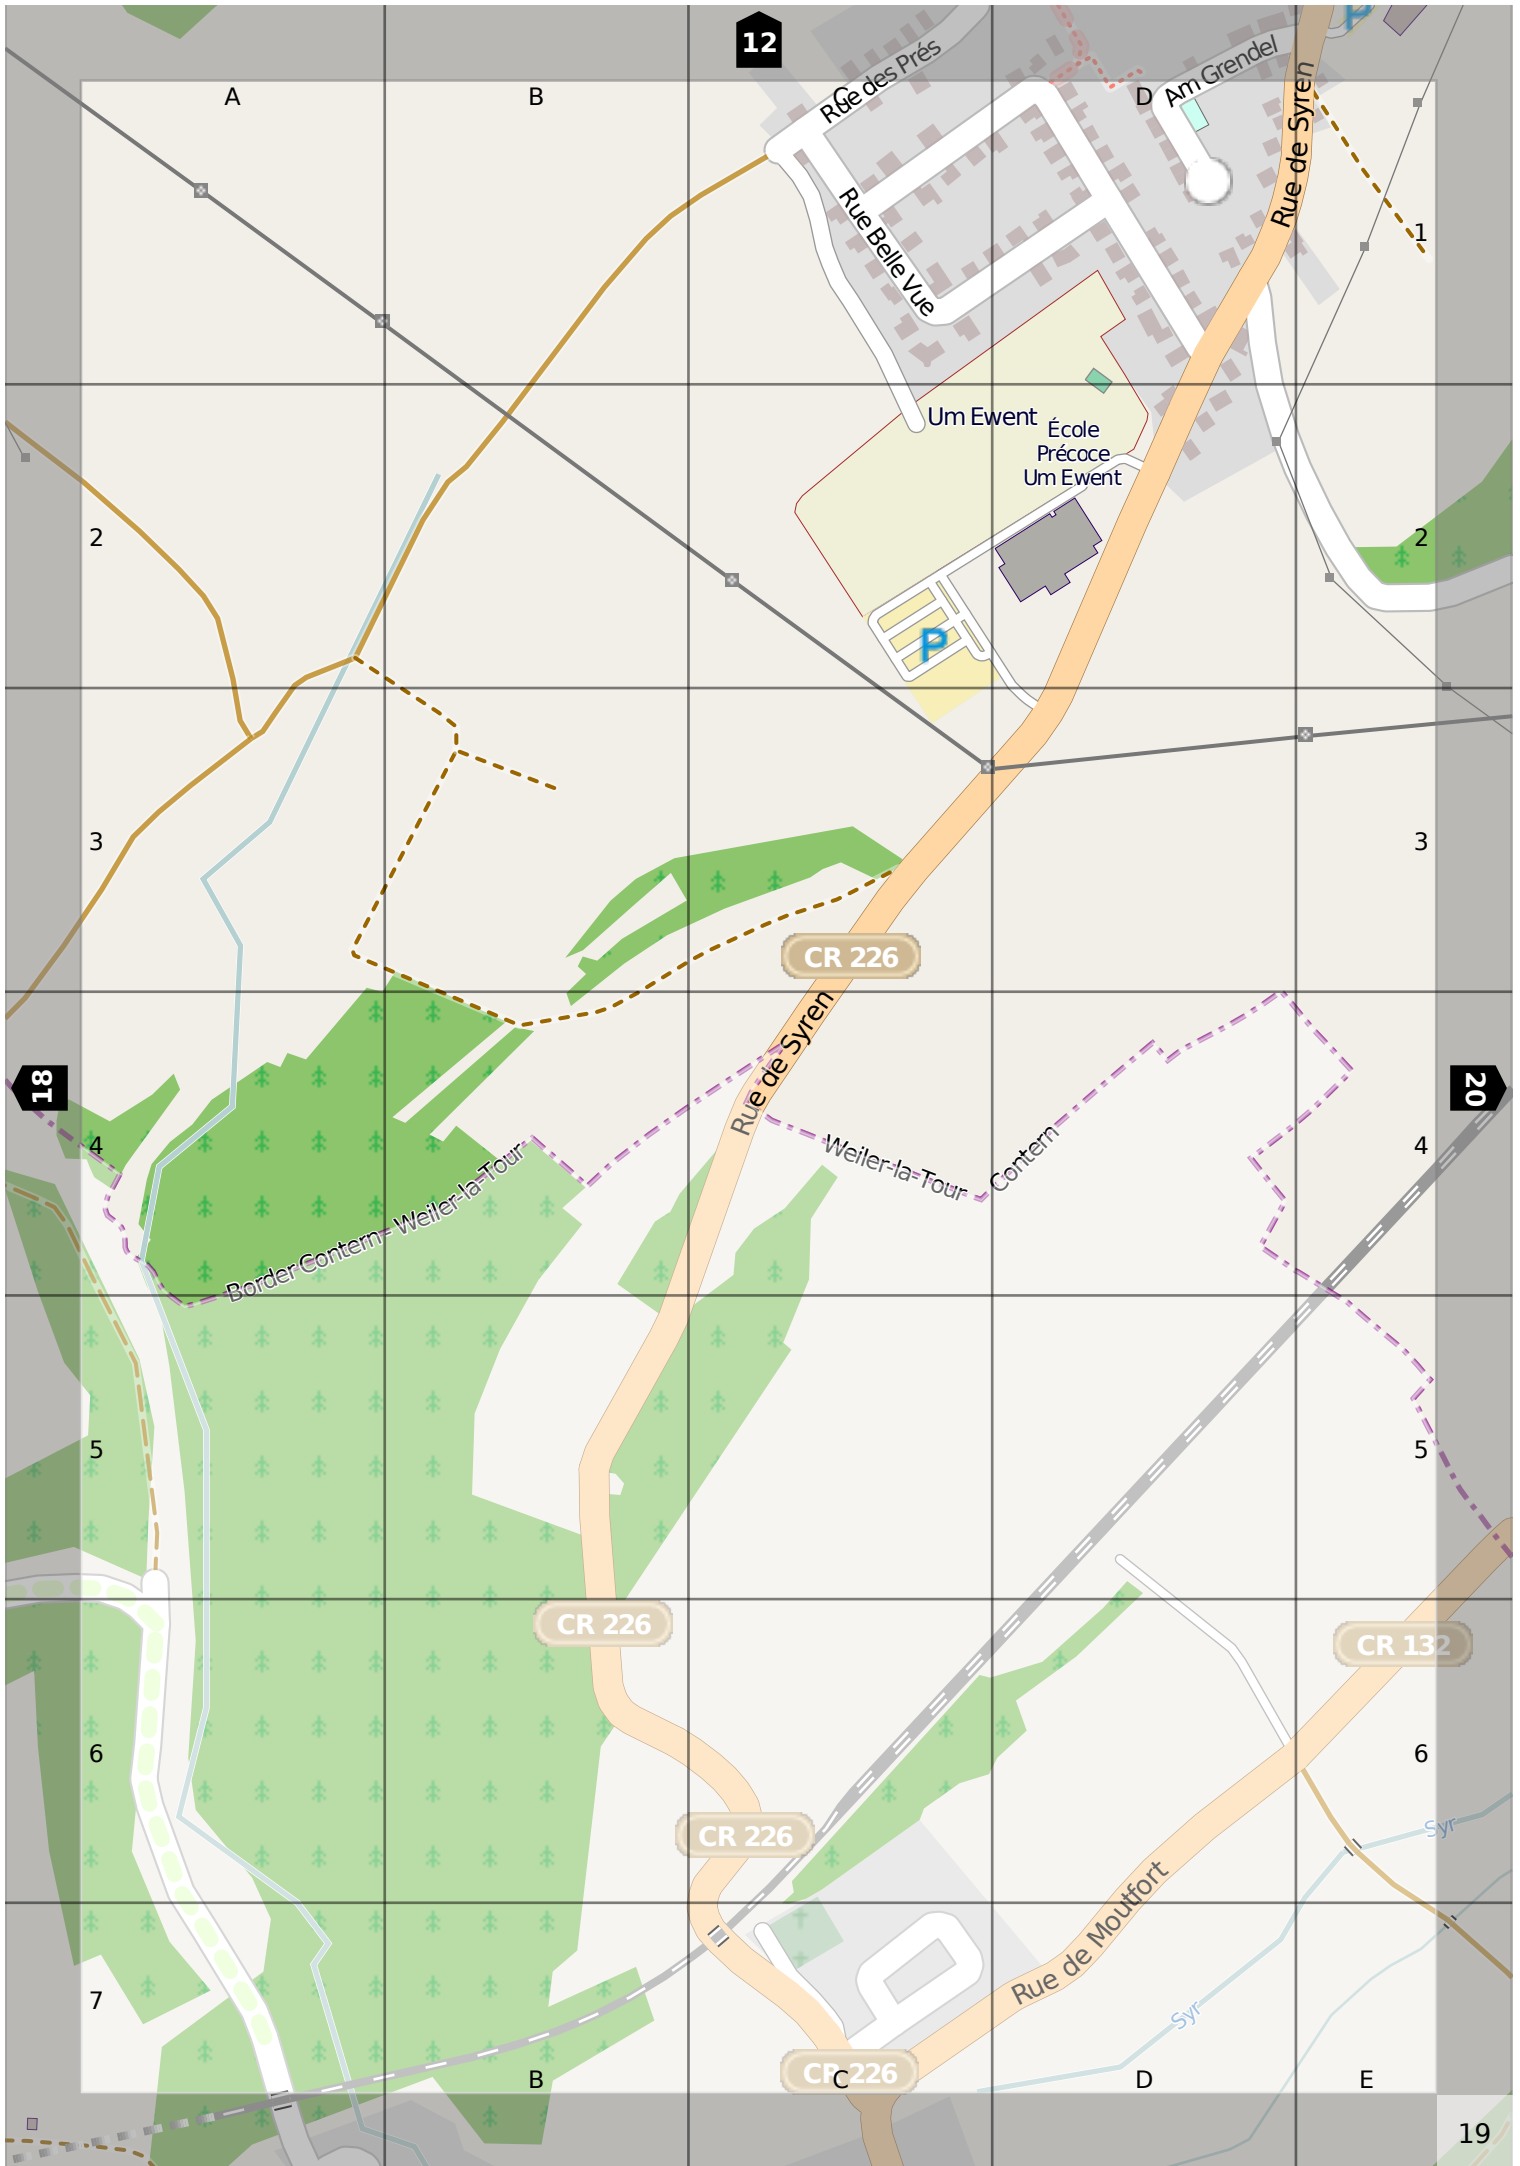 12
P
Rue des Prés
Am Grendel
A
B
C
D
Rue de Syren
1
Rue Belle Vue
Um Ewent
École
Précoce
Um Ewent
2
2
P
3
3
CR 226
Rue de Syren
18
20
4
4
Weiler-la-Tour
Contern
Border Contern - Weiler-la-Tour
5
5
CR 226
CR 132
6
6
CR 226
Syr
Rue de Moutfort
7
Syr
CR 226
B
C
D
E
19